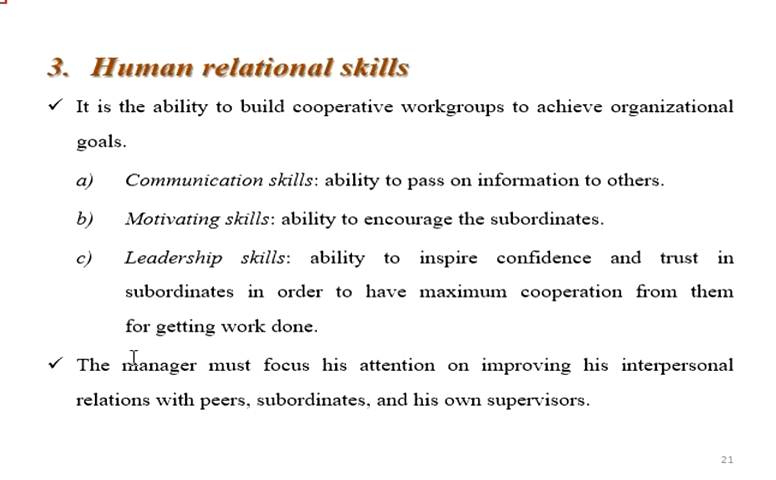 3. Human relational skills
✓ It is the ability to build cooperative workgroups to achieve organizational
goals.
a) Communication skills: ability to pass on information to others.
b) Motivating skills: ability to encourage the subordinates.
c) Leadership skills: ability to inspire confidence and trust in
subordinates in order to have maximum cooperation from them
for getting work done.
✓ The manager must focus his attention on improving his interpersonal
relations with peers, subordinates, and his own supervisors.
21